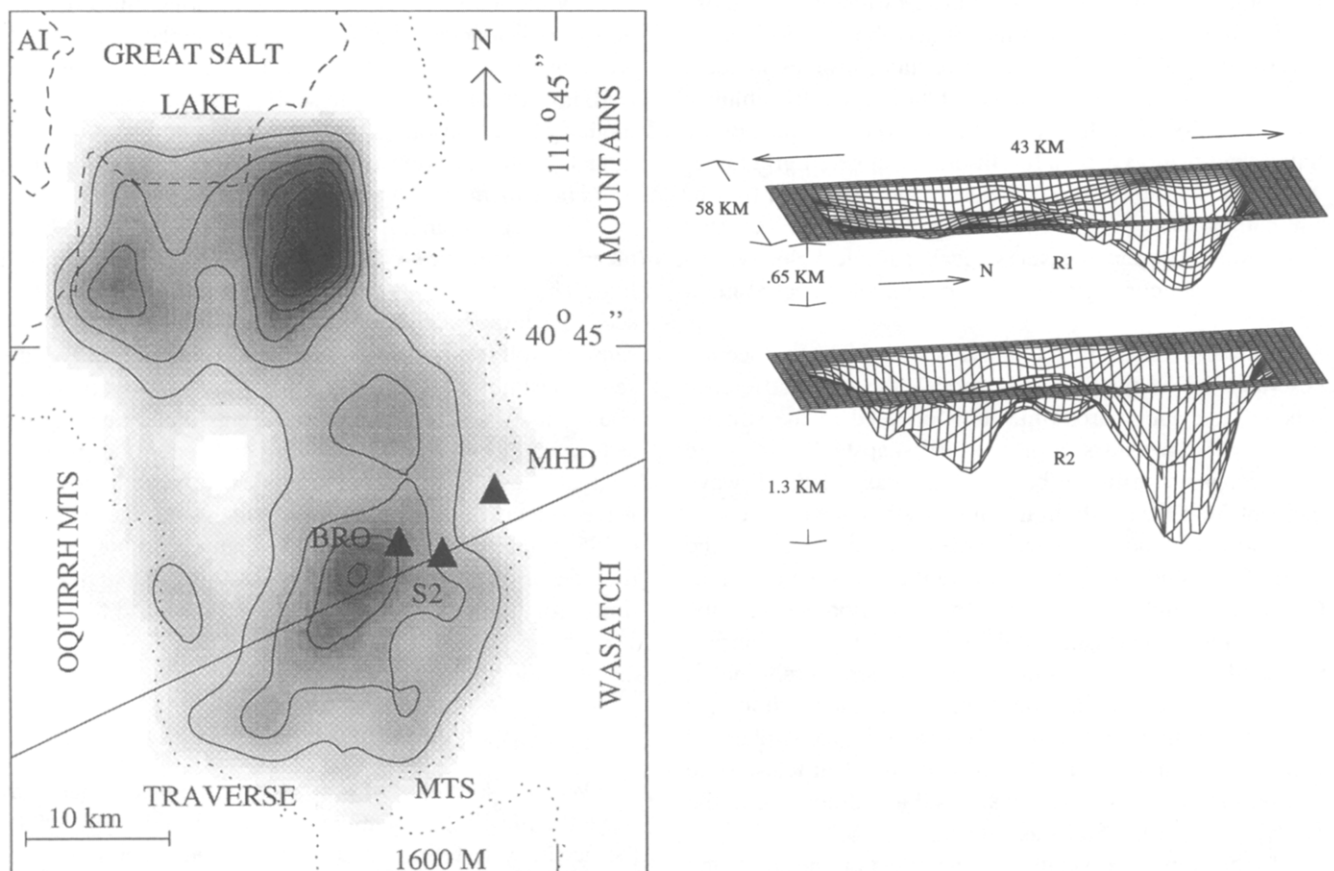 AI
GREAT SALT
LAKE
N
111 o 45 "
MOUNTAINS
40 o 45 "
MHD
OQUIRRH MTS
BRO
S2
WASATCH
TRAVERSE
MTS
10 km
1600 M
43 KM
58 KM
.65 KM
N
R1
1.3 KM
R2